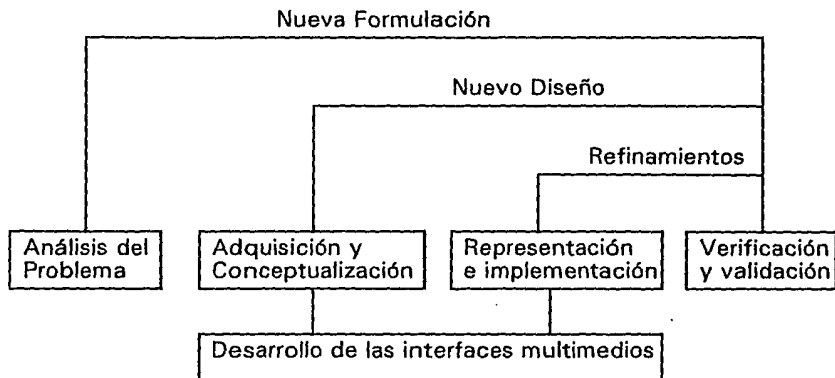 Nueva Formulación
Nuevo Diseño
Refinamientos
Análisis del
Problema
Adquisición y
Conceptualización
Representación
e implementación
Verificación
y validación
Desarrollo de las interfaces multimedios